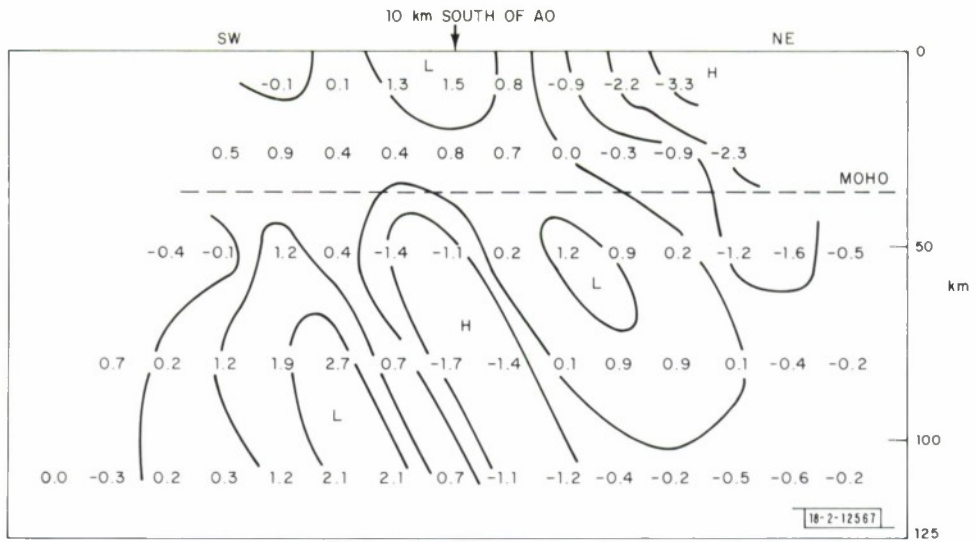 10 km SOUTH OF AO
SW NE
0
L H
-0.1 0.1 1.3 1.5 0.8 -0.9 -2.2 -3.3
0.5 0.9 0.4 0.4 0.8 0.7 0.0 -0.3 -0.9 -2.3
MOHO
-0.4 -0.1 1.2 0.4 -1.4 -1.1 0.2 1.2 0.9 0.2 -1.2 -1.6 -0.5 50
L
km
H
0.7 0.2 1.2 1.9 2.7 0.7 -1.7 -1.4 0.1 0.9 0.9 0.1 -0.4 -0.2
L
100
0.0 -0.3 0.2 0.3 1.2 2.1 2.1 0.7 -1.1 -1.2 -0.4 -0.2 -0.5 -0.6 -0.2
18-2-12567
125